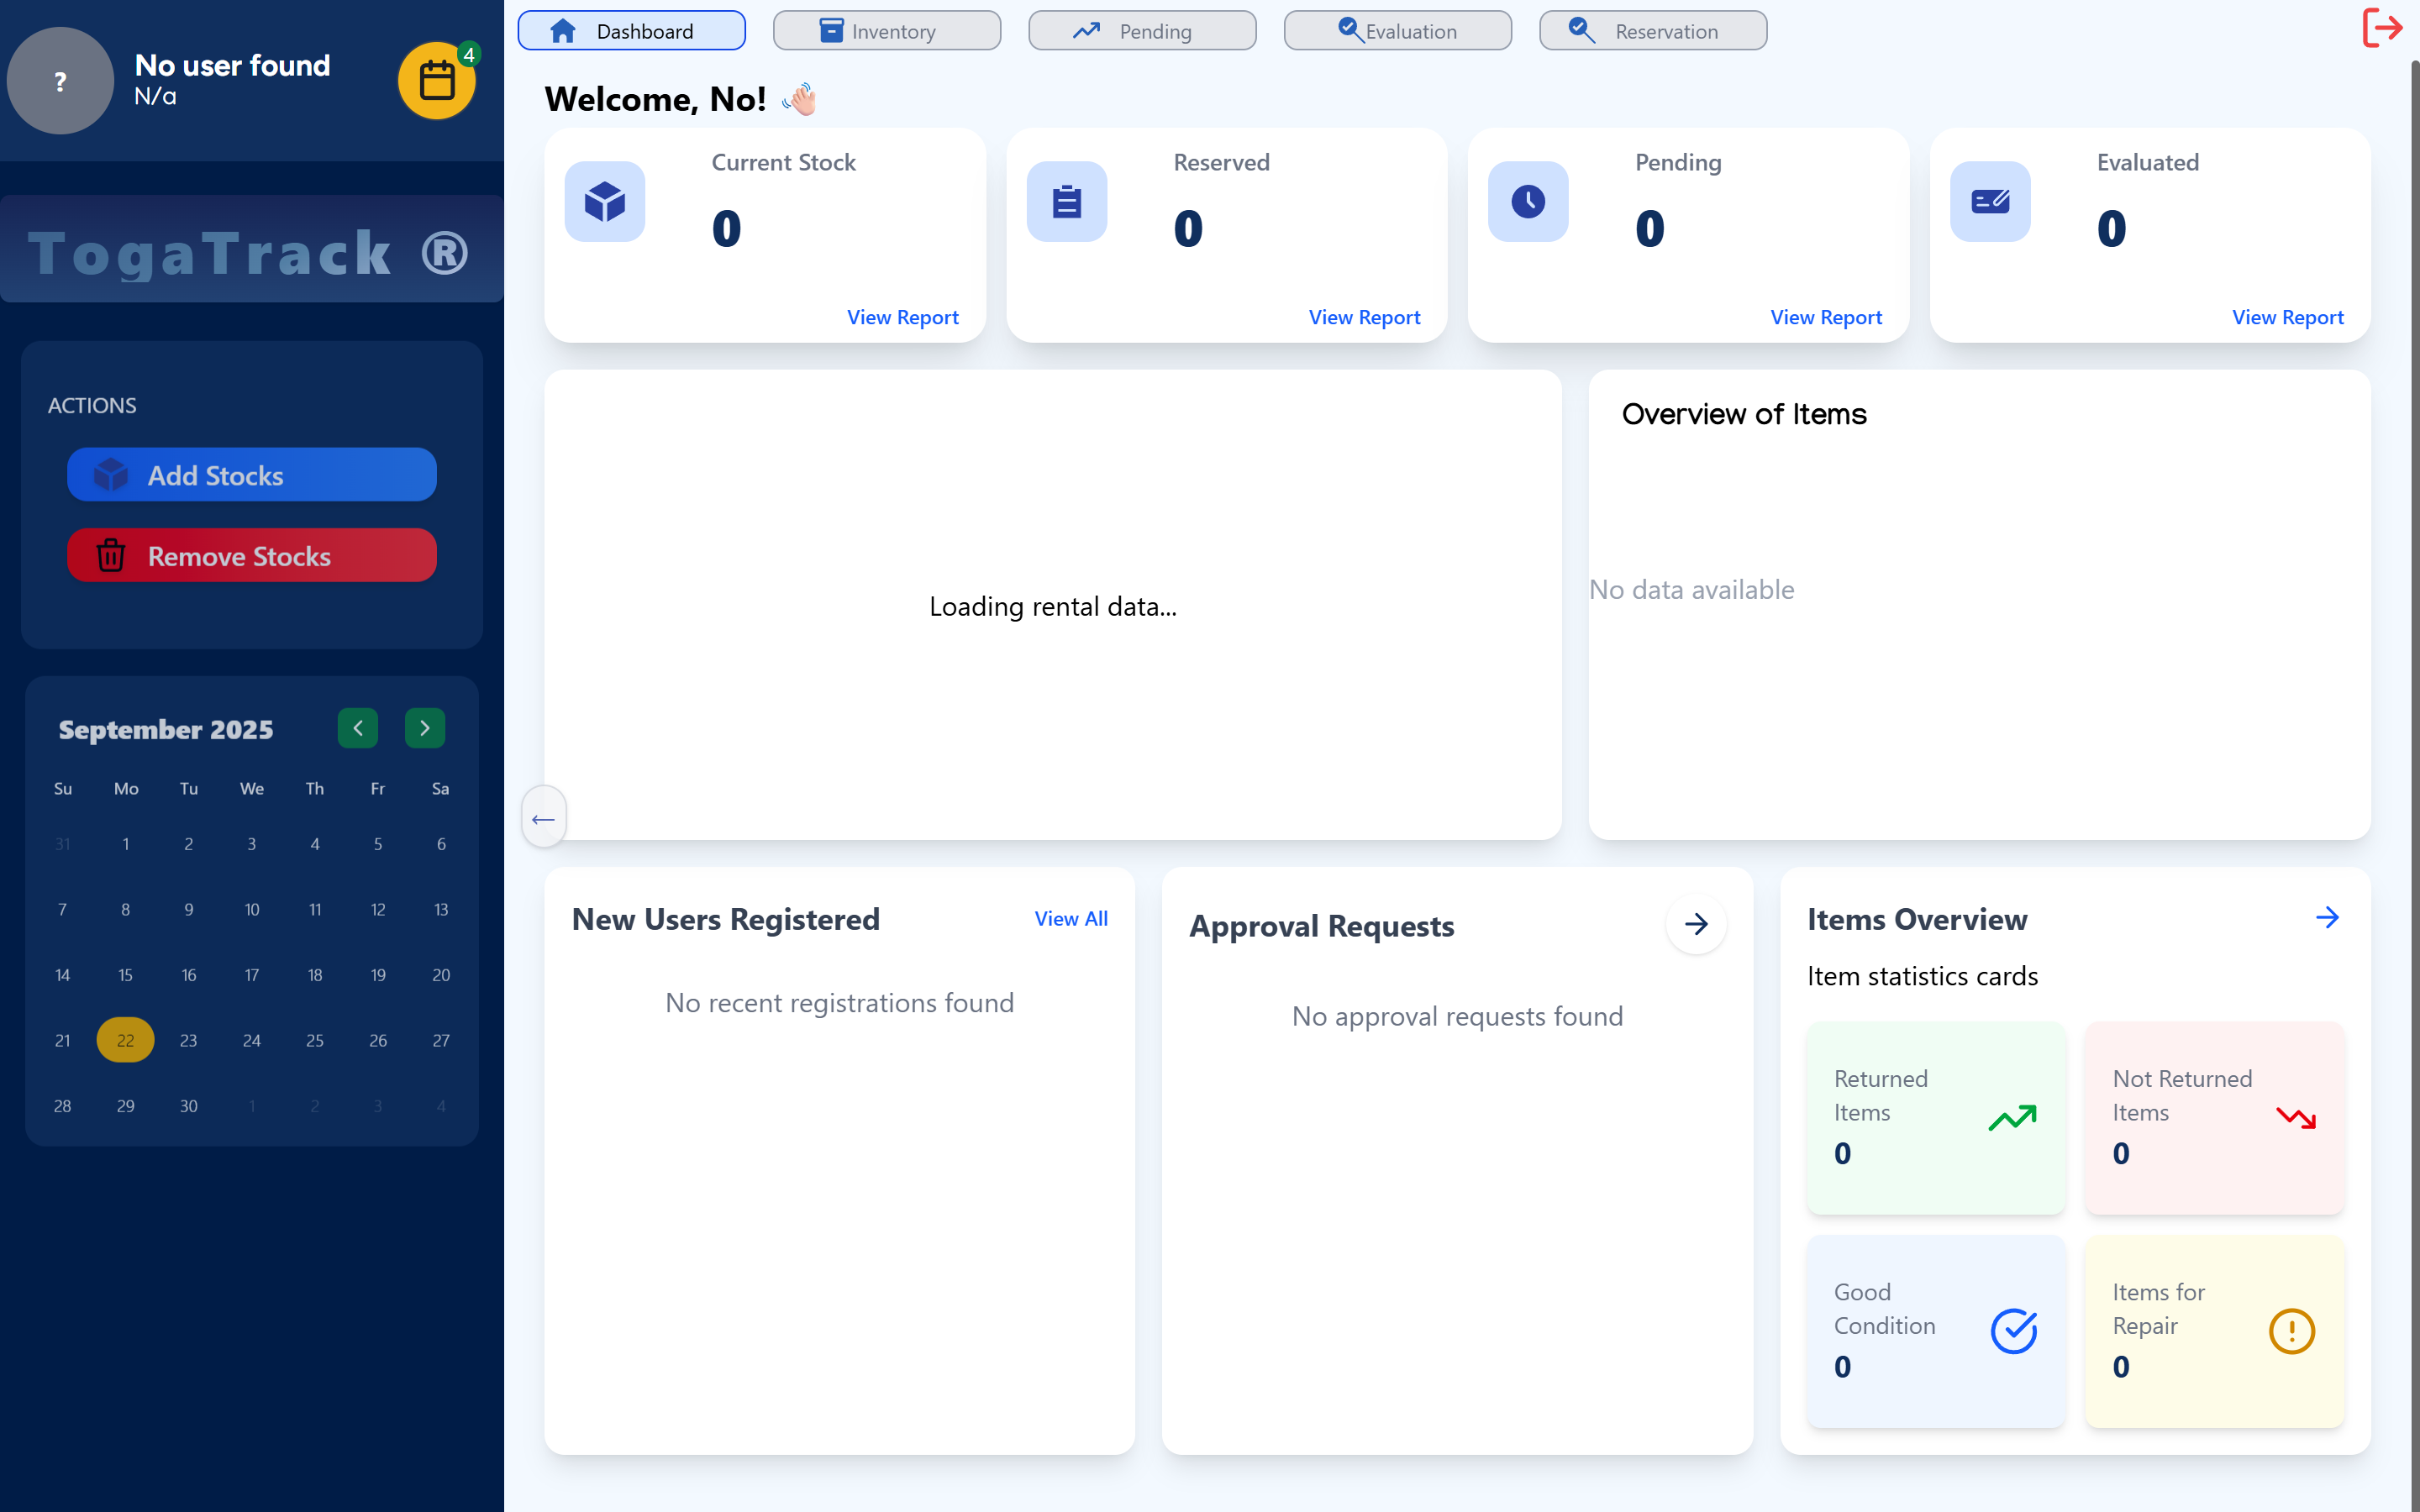 ?
No user found
N/a
4
TogaTrack ®
ACTIONS
Add Stocks
Remove Stocks
September 2025
Su Mo Tu We Th Fr Sa
31 1 2 3 4 5 6
7 8 9 10 11 12 13
14 15 16 17 18 19 20
21 22 23 24 25 26 27
28 29 30 1 2 3 4
Dashboard Inventory Pending Evaluation Reservation
Welcome, No! 👋🏻
Current Stock
0
View Report
Reserved
0
View Report
Pending
0
View Report
Evaluated
0
View Report
Loading rental data...
Overview of Items
No data available
←
New Users Registered
View All
No recent registrations found
Approval Requests
No approval requests found
Items Overview
Item statistics cards
Returned
Items
0
Not Returned
Items
0
Good
Condition
0
Items for
Repair
0